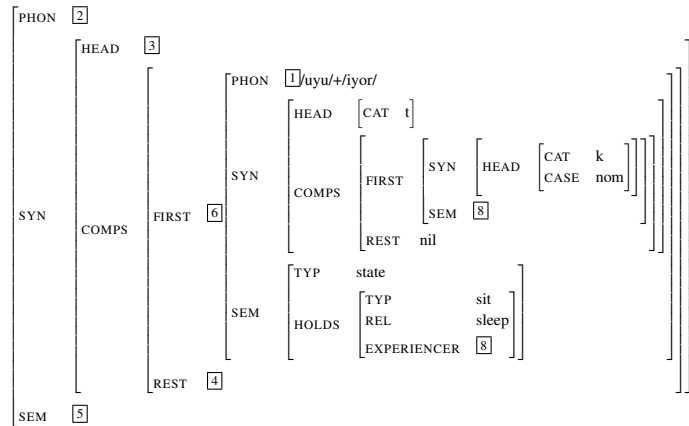 PHON 2
HEAD 3
PHON 1 /uyu/+/iyor/
HEAD CAT t
SYN HEAD CAT k
CASE nom
SYN COMPS FIRST
SYN COMPS FIRST 6
SEM 8
REST nil
TYP state
SEM HOLDS TYP sit
REL sleep
EXPERIENCER 8
REST 4
SEM 5